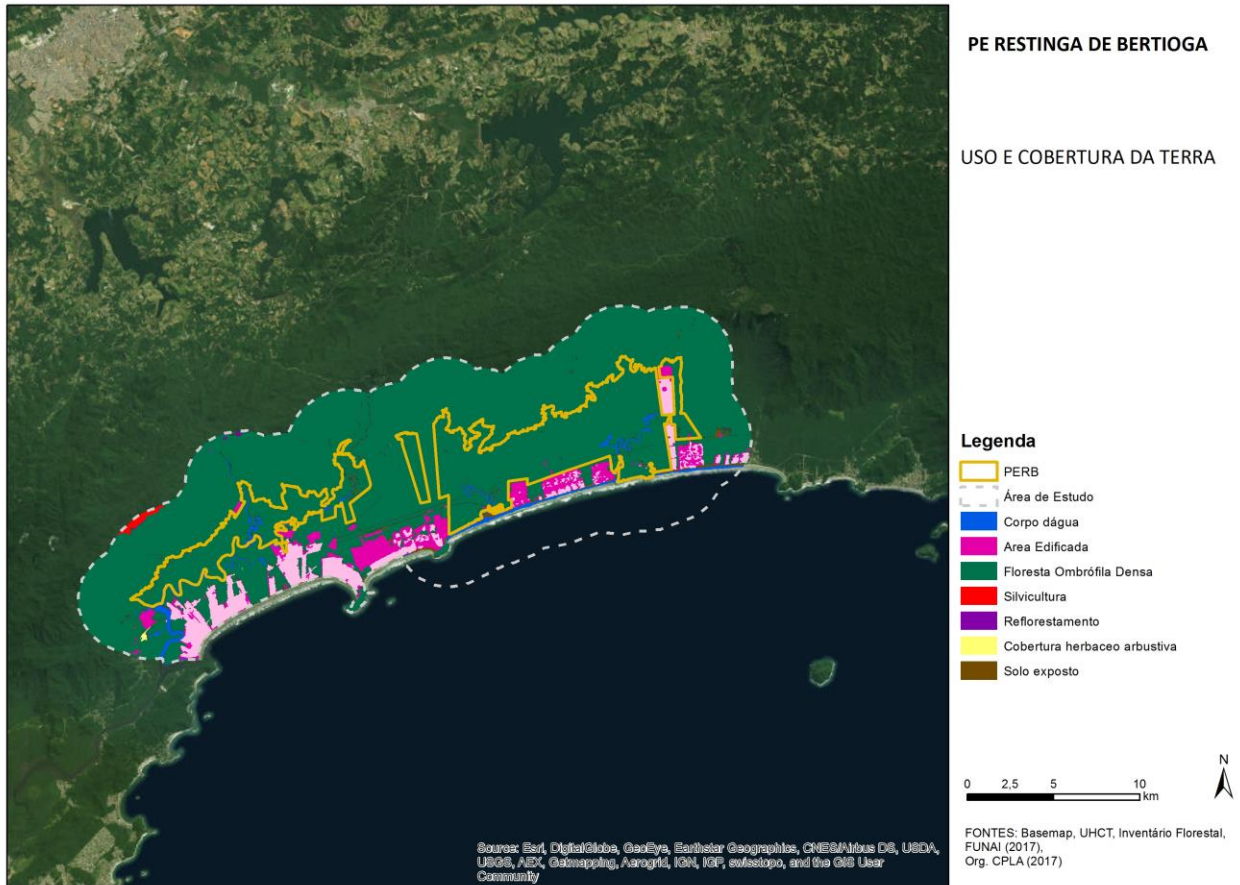 PE RESTINGA DE BERTIOGA
USO E COBERTURA DA TERRA
Legenda
PERB
Área de Estudo
Corpo dágua
Area Edificada
Floresta Ombrófila Densa
Silvicultura
Reflorestamento
Cobertura herbaceo arbustiva
Solo exposto
N
0 2,5 5 10
km
FONTES: Basemap, UHCT, Inventário Florestal,
FUNAI (2017),
Org. CPLA (2017)
Source: Esri, DigitalGlobe, GeoEye, Earthstar Geographics, CNES/Airbus DS, USDA,
USGS, AEX, Getmapping, Aerogrid, IGN, IGP, swisstopo, and the GIS User
Community